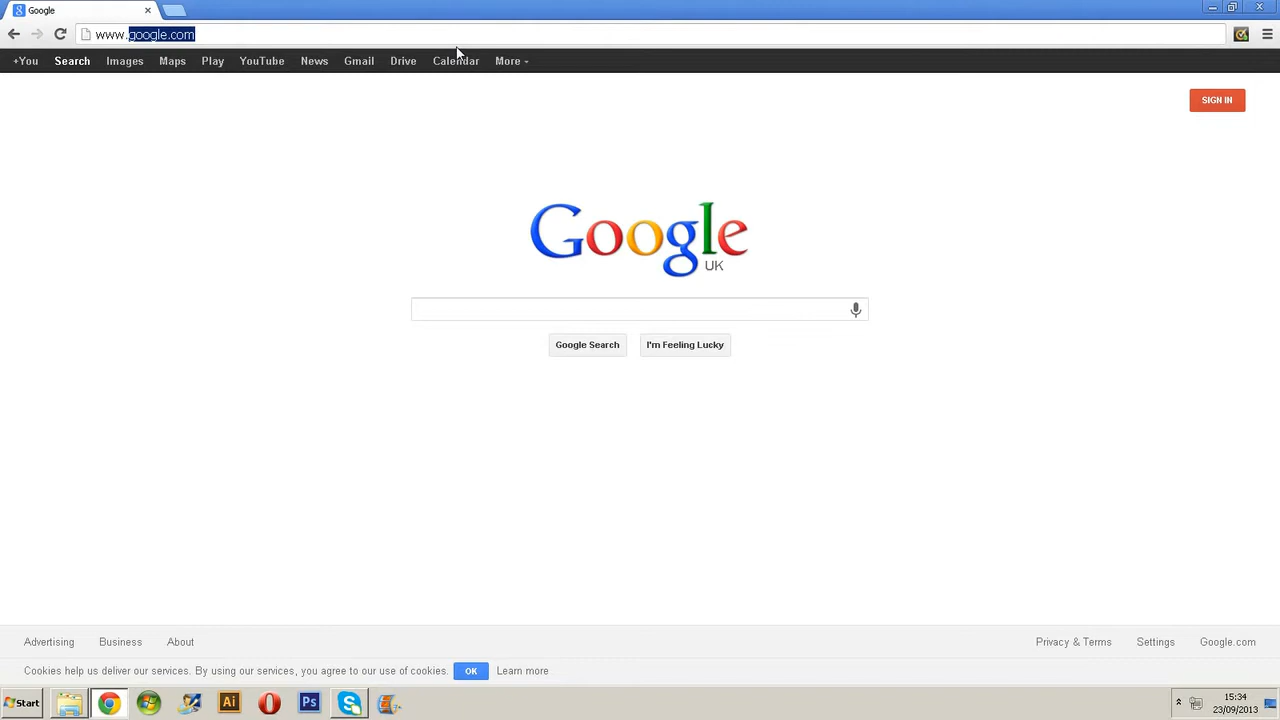 Google
www.google.com
+You Search Images Maps Play YouTube News Gmail Drive Calendar More
SIGN IN
Google
UK
Google Search I'm Feeling Lucky
Advertising Business About Privacy & Terms Settings Google.com
Cookies help us deliver our services. By using our services, you agree to our use of cookies. OK Learn more
Start Ai Ps 15:34
23/09/2013